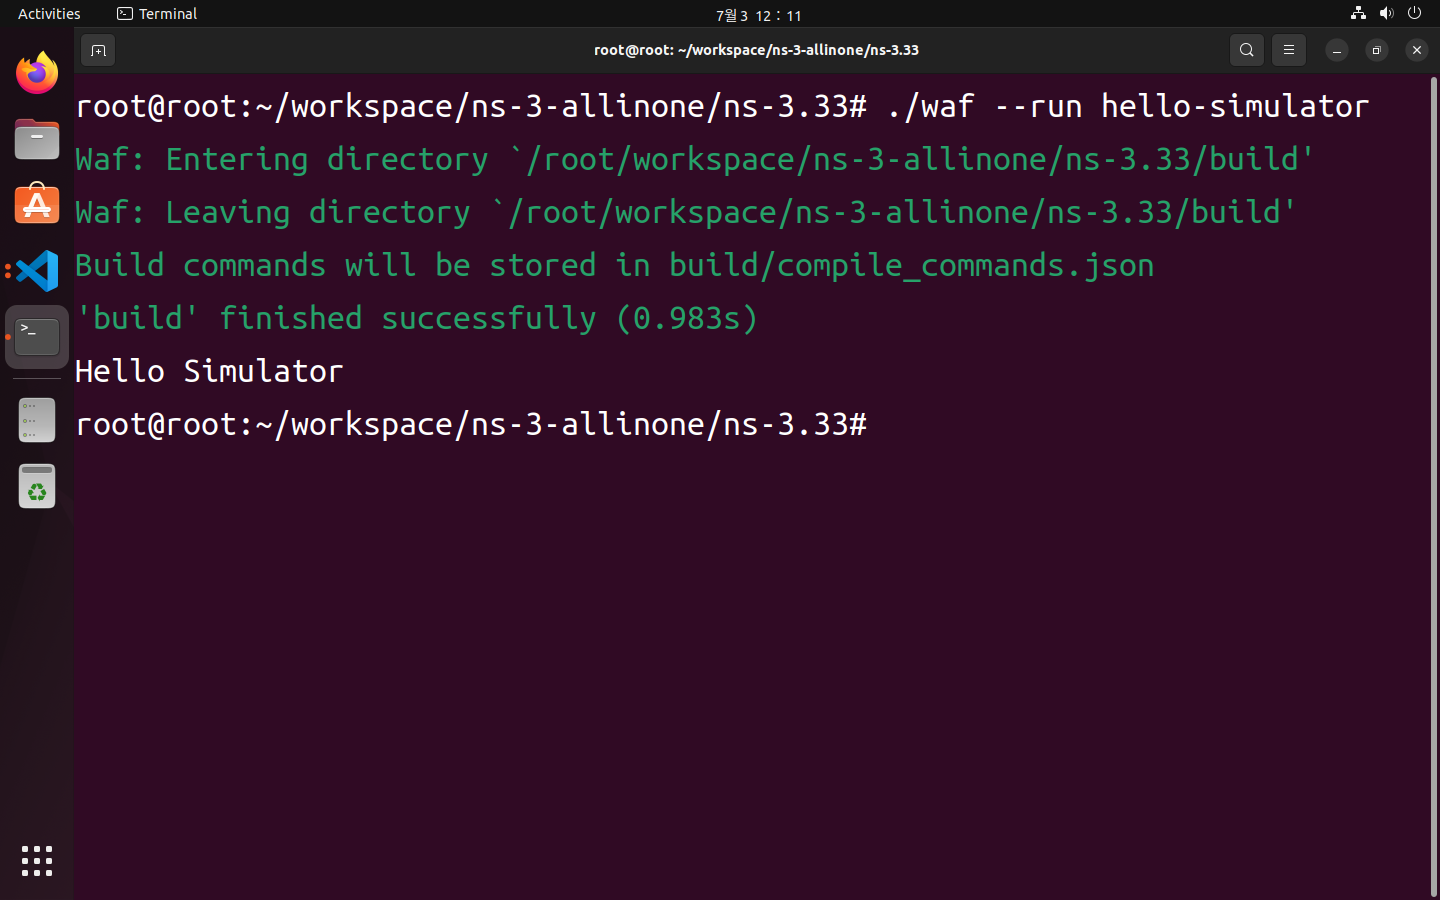 Activities
Terminal
7월 3 12 : 11
root@root: ~/workspace/ns-3-allinone/ns-3.33
root@root:~/workspace/ns-3-allinone/ns-3.33# ./waf --run hello-simulator
Waf: Entering directory `/root/workspace/ns-3-allinone/ns-3.33/build'
Waf: Leaving directory `/root/workspace/ns-3-allinone/ns-3.33/build'
Build commands will be stored in build/compile_commands.json
'build' finished successfully (0.983s)
Hello Simulator
root@root:~/workspace/ns-3-allinone/ns-3.33#